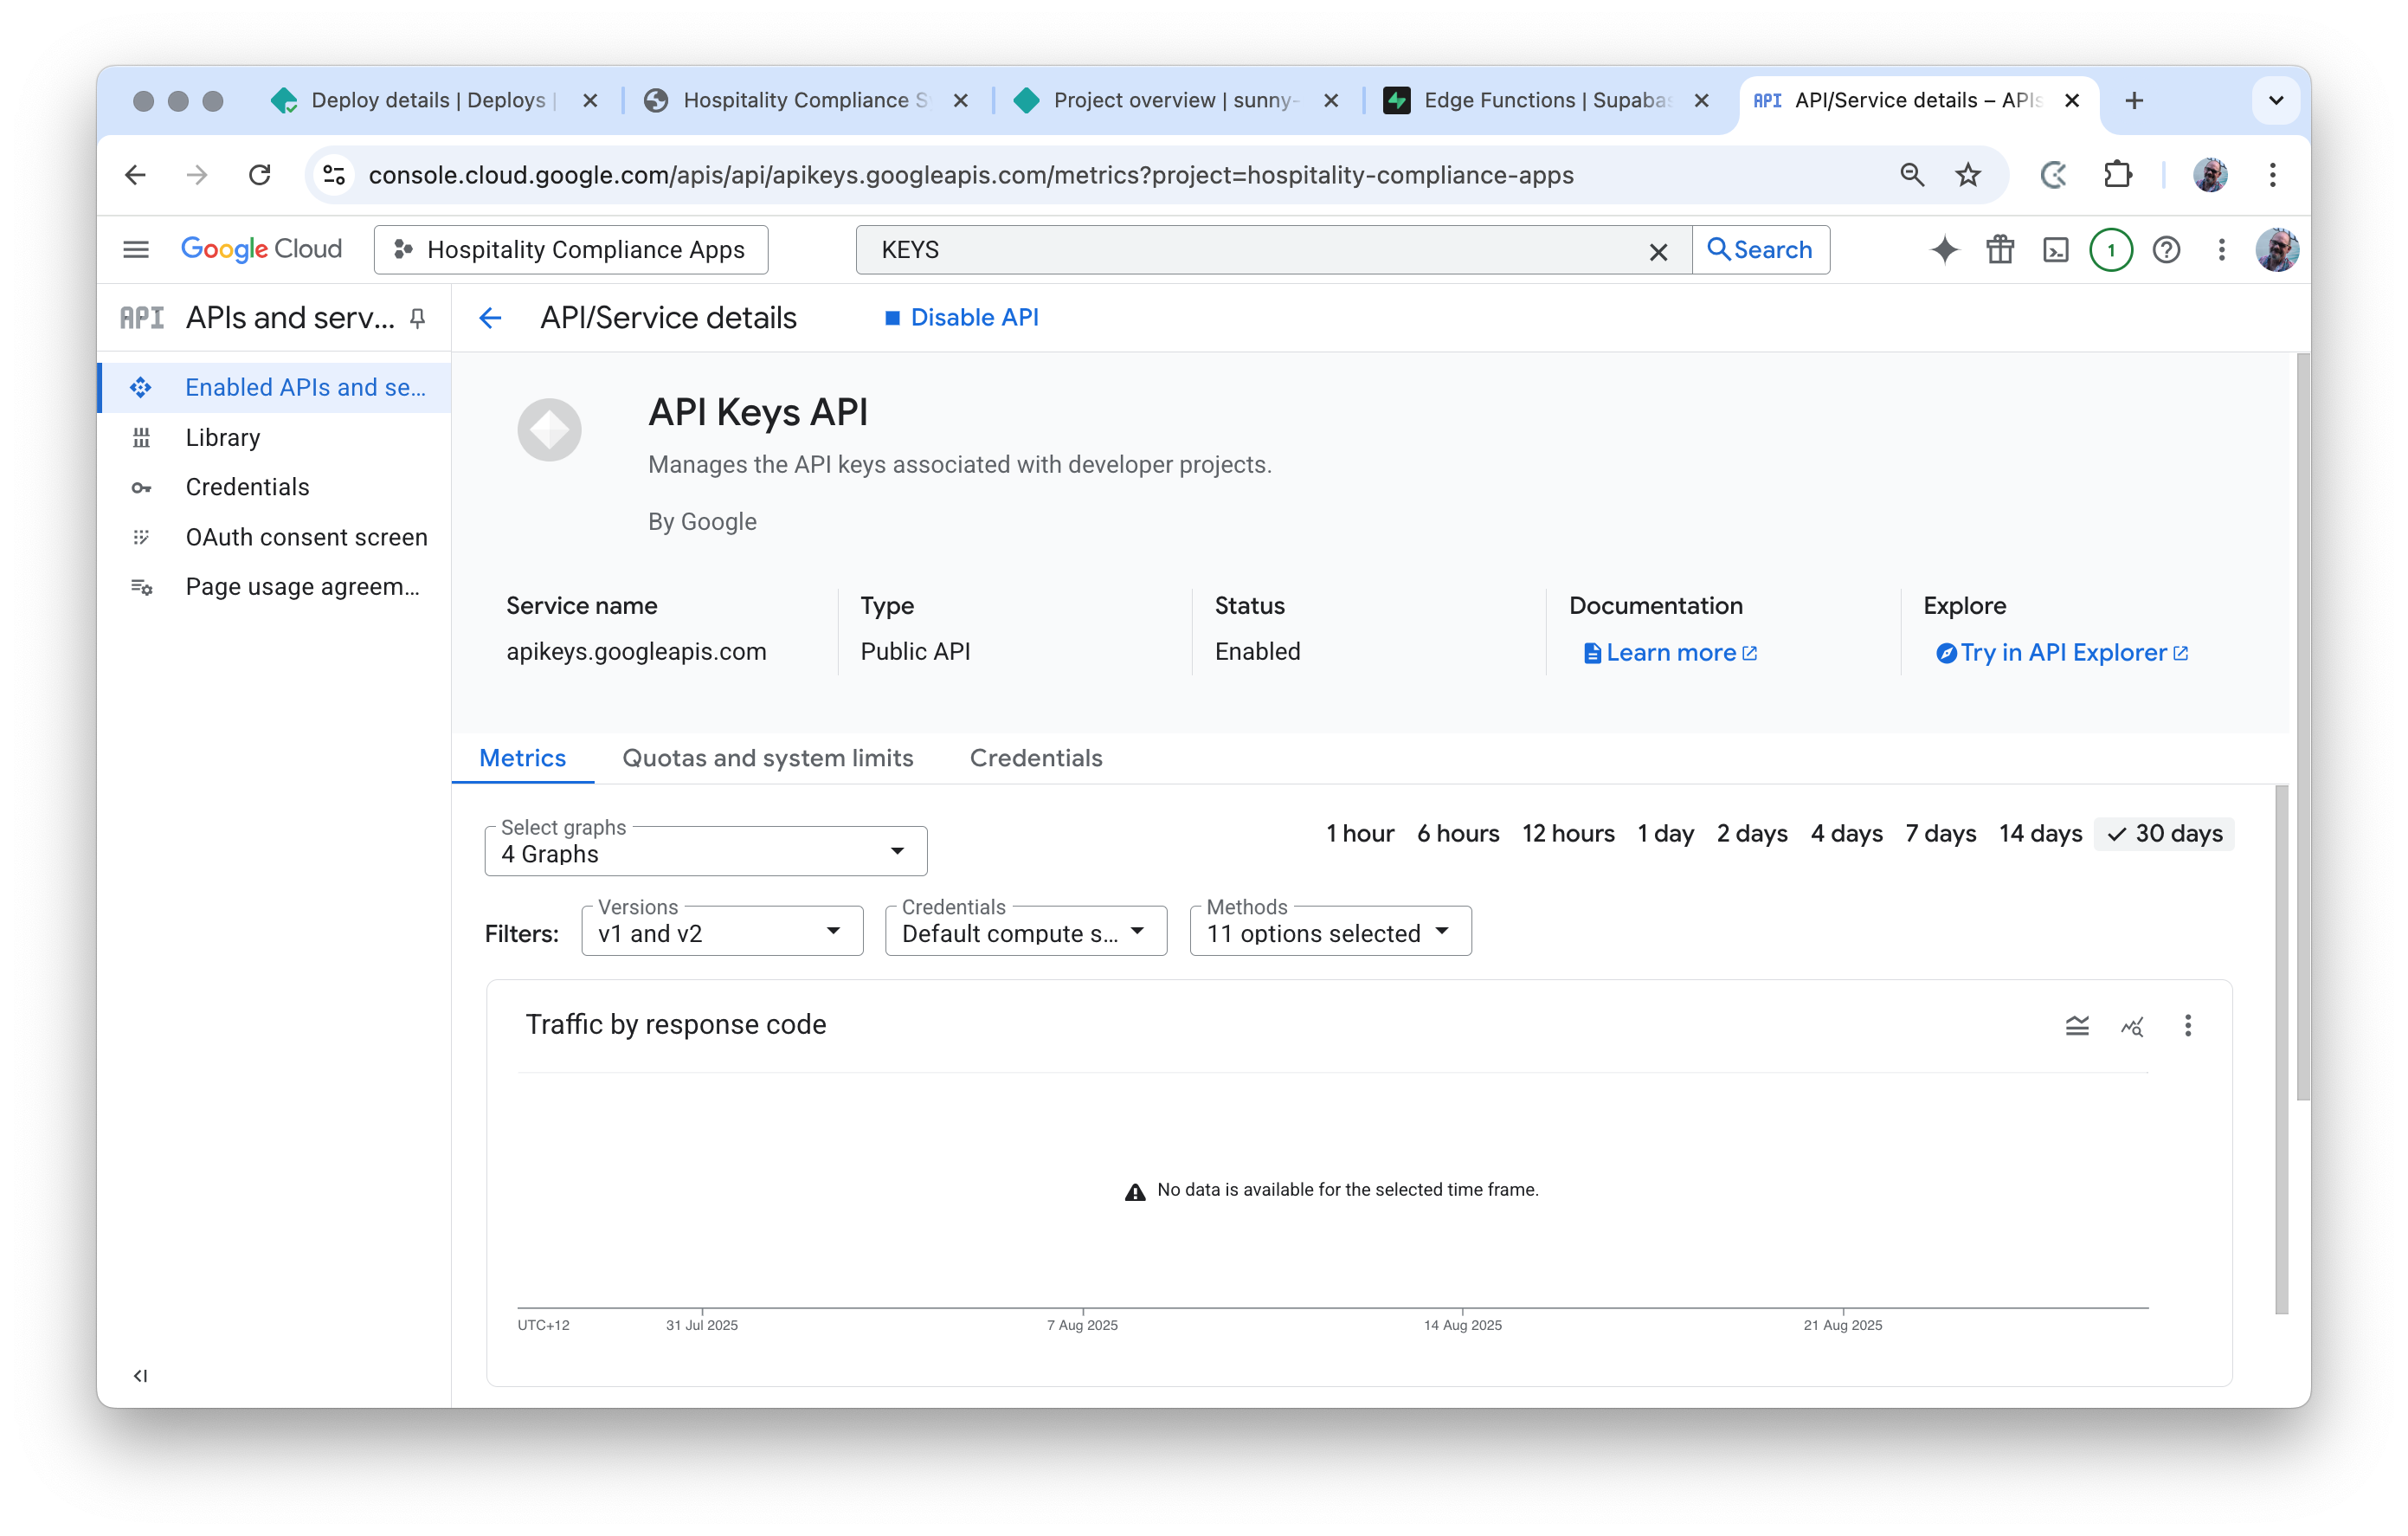 Deploy details | Deploys |
Hospitality Compliance S
Project overview | sunny-
Edge Functions | Supabas
API API/Service details – APIs
console.cloud.google.com/apis/api/apikeys.googleapis.com/metrics?project=hospitality-compliance-apps
Google Cloud
Hospitality Compliance Apps
KEYS
Search
1
API APIs and serv...
API/Service details
Disable API
Enabled APIs and se...
Library
Credentials
OAuth consent screen
Page usage agreem...
API Keys API
Manages the API keys associated with developer projects.
By Google
Service name
apikeys.googleapis.com
Type
Public API
Status
Enabled
Documentation
Learn more
Explore
Try in API Explorer
Metrics Quotas and system limits Credentials
Select graphs
4 Graphs
1 hour 6 hours 12 hours 1 day 2 days 4 days 7 days 14 days 30 days
Filters:
Versions
v1 and v2
Credentials
Default compute s...
Methods
11 options selected
Traffic by response code
No data is available for the selected time frame.
UTC+12 31 Jul 2025 7 Aug 2025 14 Aug 2025 21 Aug 2025